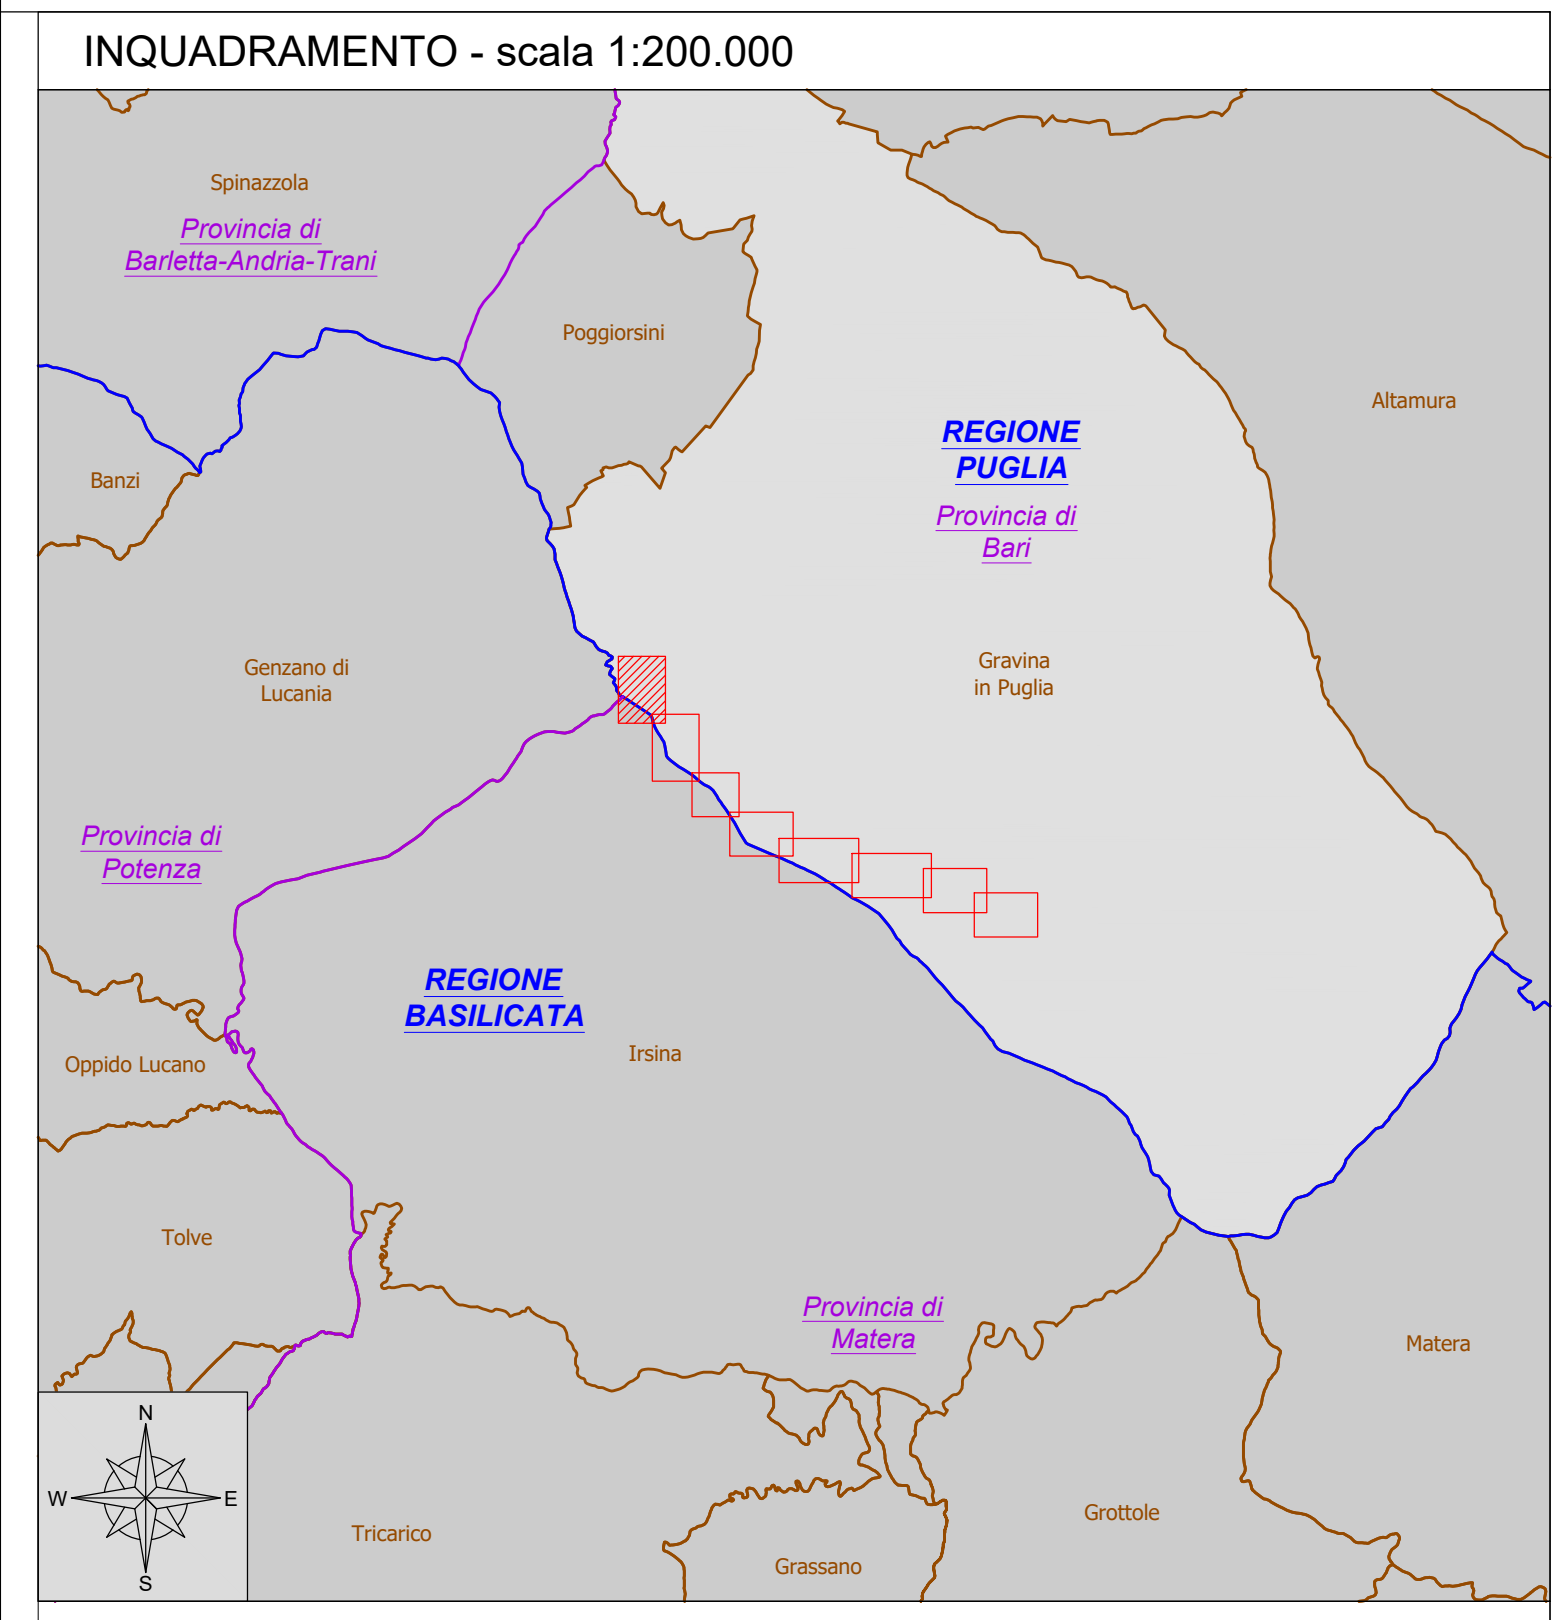 INQUADRAMENTO - scala 1:200.000
Spinazzola
Provincia di
Barletta-Andria-Trani
Poggiorsini
Altamura
REGIONE
PUGLIA
Provincia di
Bari
Banzi
Genzano di
Lucania
Gravina
in Puglia
Provincia di
Potenza
REGIONE
BASILICATA
Irsina
Oppido Lucano
Tolve
Provincia di
Matera
Matera
N
W
E
S
Tricarico
Grassano
Grottole